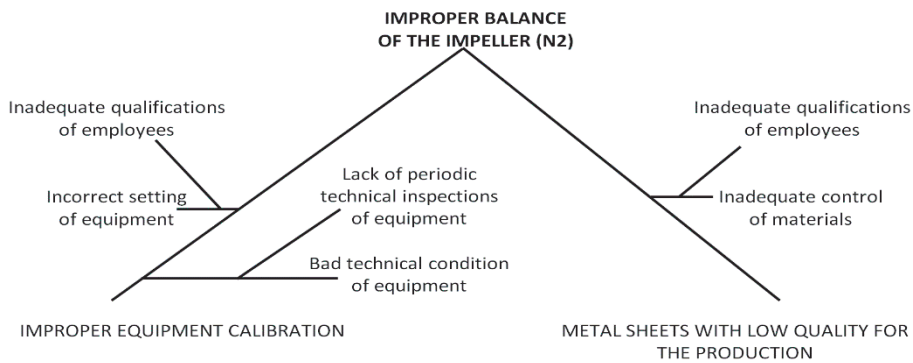 IMPROPER BALANCE
OF THE IMPELLER (N2)
Inadequate qualifications
of employees
Incorrect setting
of equipment
Lack of periodic
technical inspections
of equipment
Bad technical condition
of equipment
IMPROPER EQUIPMENT CALIBRATION
Inadequate qualifications
of employees
Inadequate control
of materials
METAL SHEETS WITH LOW QUALITY FOR
THE PRODUCTION